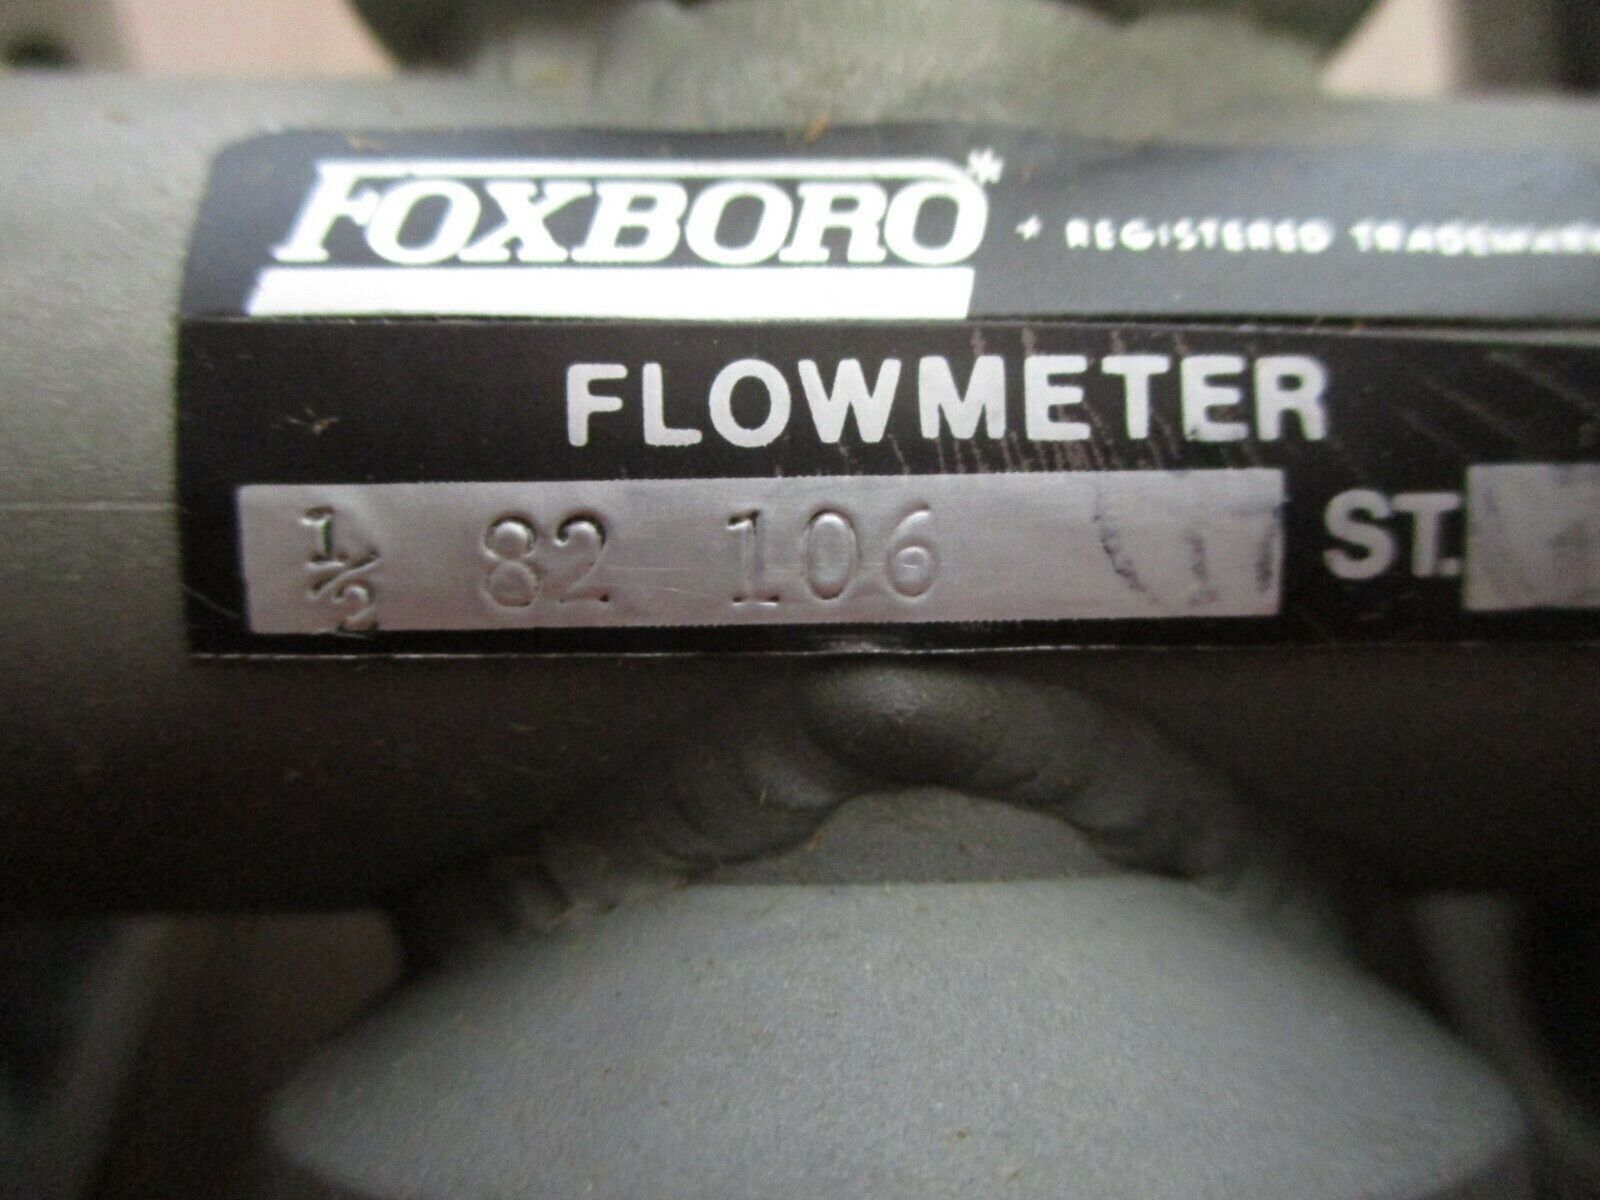 FOXBORO* * REGISTERED TRADEMARK
FLOWMETER
1/2 82 106 ST.